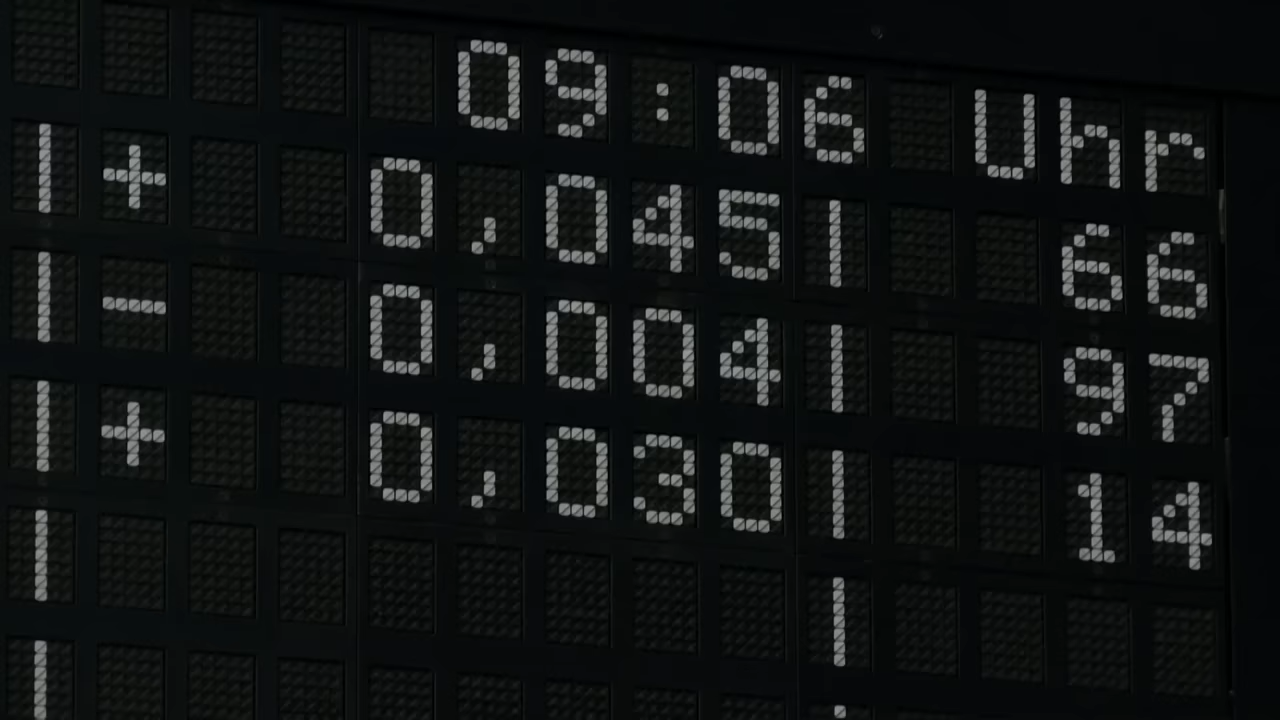 09:06 Uhr
|+ 0,045| 66
|- 0,004| 97
|+ 0,030| 14
| |
|